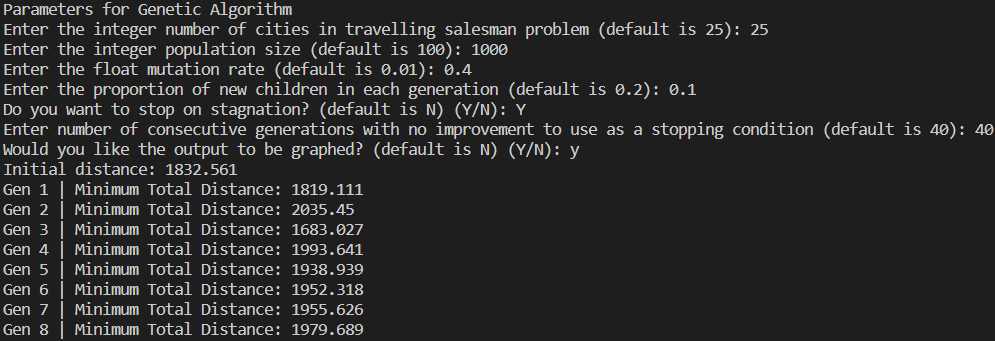 Parameters for Genetic Algorithm
Enter the integer number of cities in travelling salesman problem (default is 25): 25
Enter the integer population size (default is 100): 1000
Enter the float mutation rate (default is 0.01): 0.4
Enter the proportion of new children in each generation (default is 0.2): 0.1
Do you want to stop on stagnation? (default is N) (Y/N): Y
Enter number of consecutive generations with no improvement to use as a stopping condition (default is 40): 40
Would you like the output to be graphed? (default is N) (Y/N): y
Initial distance: 1832.561
Gen 1 | Minimum Total Distance: 1819.111
Gen 2 | Minimum Total Distance: 2035.45
Gen 3 | Minimum Total Distance: 1683.027
Gen 4 | Minimum Total Distance: 1993.641
Gen 5 | Minimum Total Distance: 1938.939
Gen 6 | Minimum Total Distance: 1952.318
Gen 7 | Minimum Total Distance: 1955.626
Gen 8 | Minimum Total Distance: 1979.689